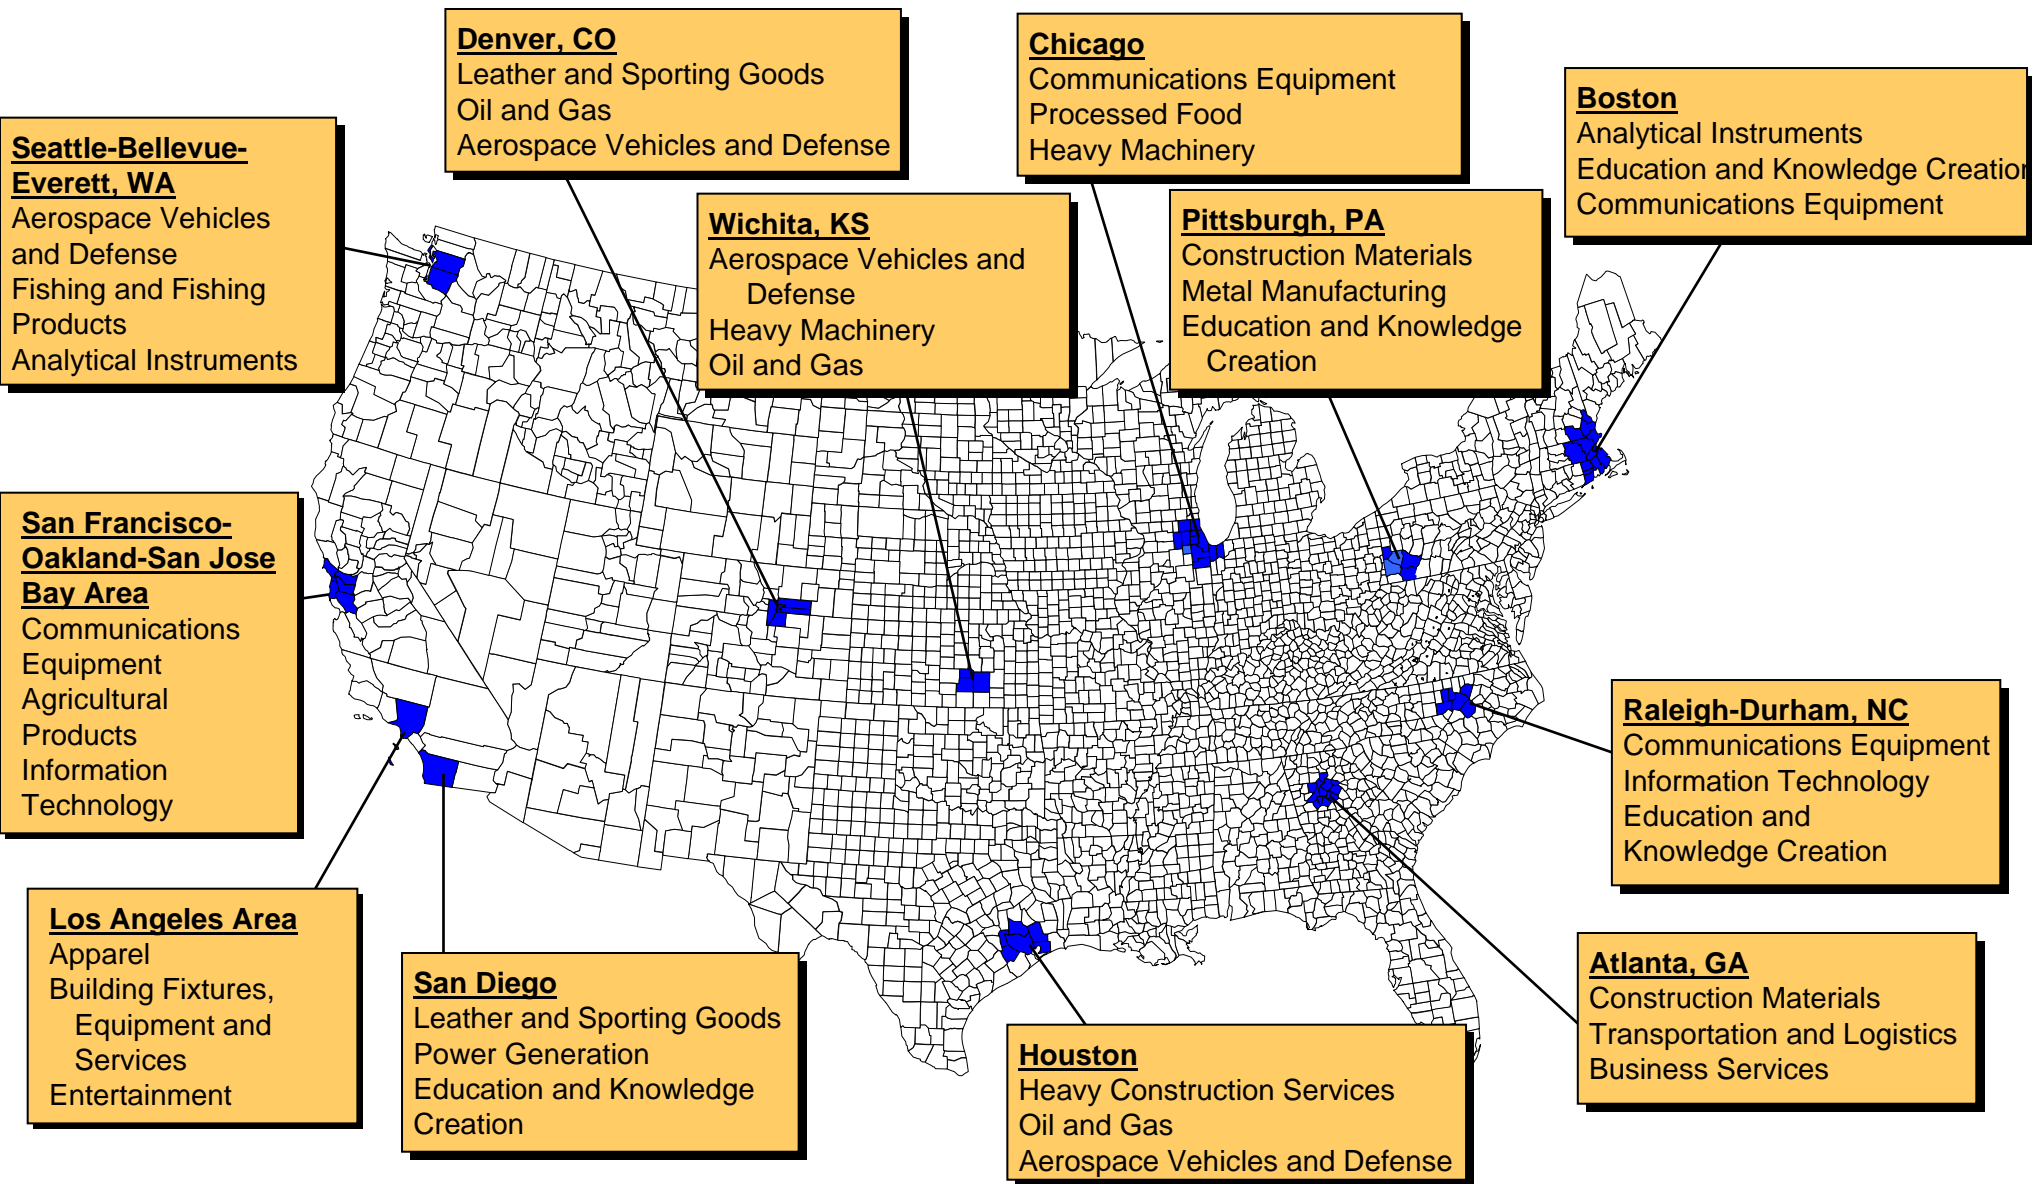 Denver, CO
Leather and Sporting Goods
Oil and Gas
Aerospace Vehicles and Defense
Chicago
Communications Equipment
Processed Food
Heavy Machinery
Boston
Analytical Instruments
Education and Knowledge Creation
Communications Equipment
Seattle-Bellevue-
Everett, WA
Aerospace Vehicles
and Defense
Fishing and Fishing
Products
Analytical Instruments
Wichita, KS
Aerospace Vehicles and
Defense
Heavy Machinery
Oil and Gas
Pittsburgh, PA
Construction Materials
Metal Manufacturing
Education and Knowledge
Creation
San Francisco-
Oakland-San Jose
Bay Area
Communications
Equipment
Agricultural
Products
Information
Technology
Raleigh-Durham, NC
Communications Equipment
Information Technology
Education and
Knowledge Creation
Los Angeles Area
Apparel
Building Fixtures,
Equipment and
Services
Entertainment
San Diego
Leather and Sporting Goods
Power Generation
Education and Knowledge
Creation
Houston
Heavy Construction Services
Oil and Gas
Aerospace Vehicles and Defense
Atlanta, GA
Construction Materials
Transportation and Logistics
Business Services